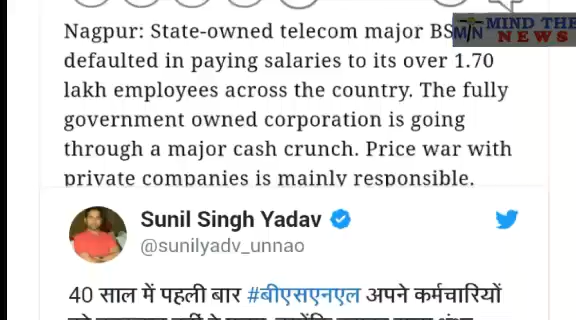 Nagpur: State-owned telecom major BS
MIND THE
NEWS
defaulted in paying salaries to its over 1.70
lakh employees across the country. The fully
government owned corporation is going
through a major cash crunch. Price war with
private companies is mainly responsible.
Sunil Singh Yadav
@sunilyadv_unnao
40 साल में पहली बार #बीएसएनएल अपने कर्मचारियों